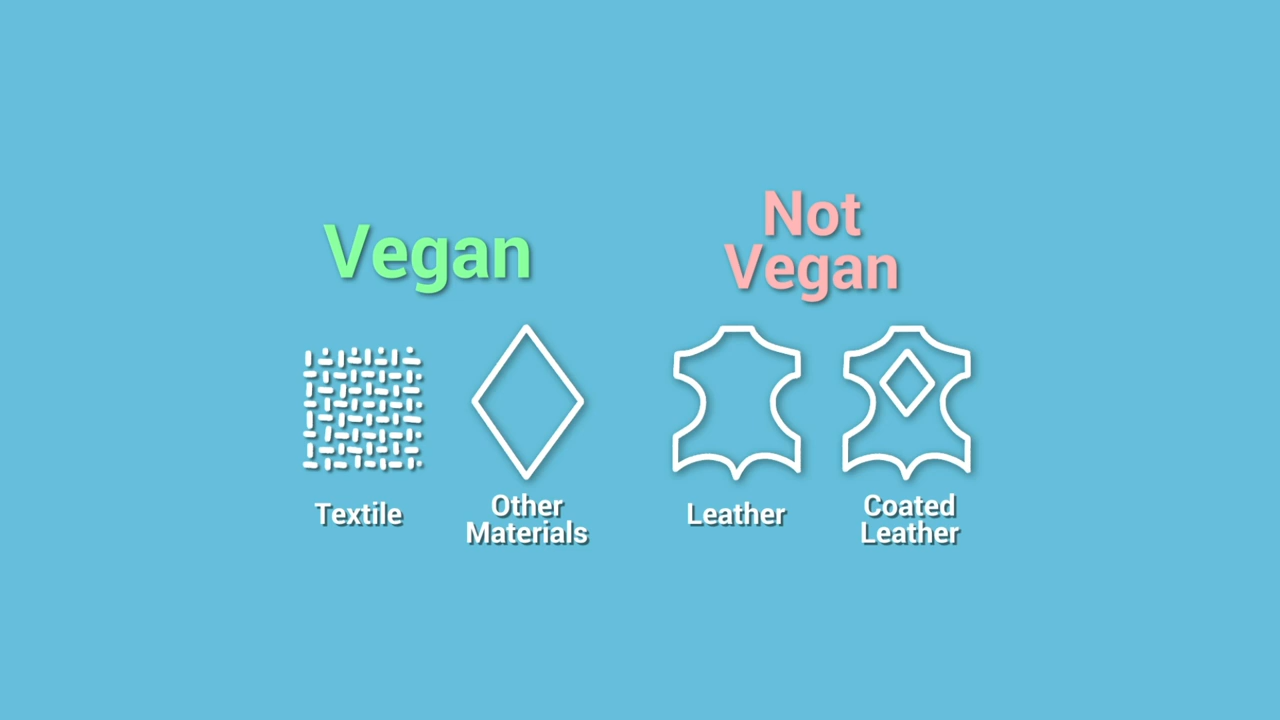 Vegan
Not
Vegan
Textile
Other
Materials
Leather
Coated
Leather